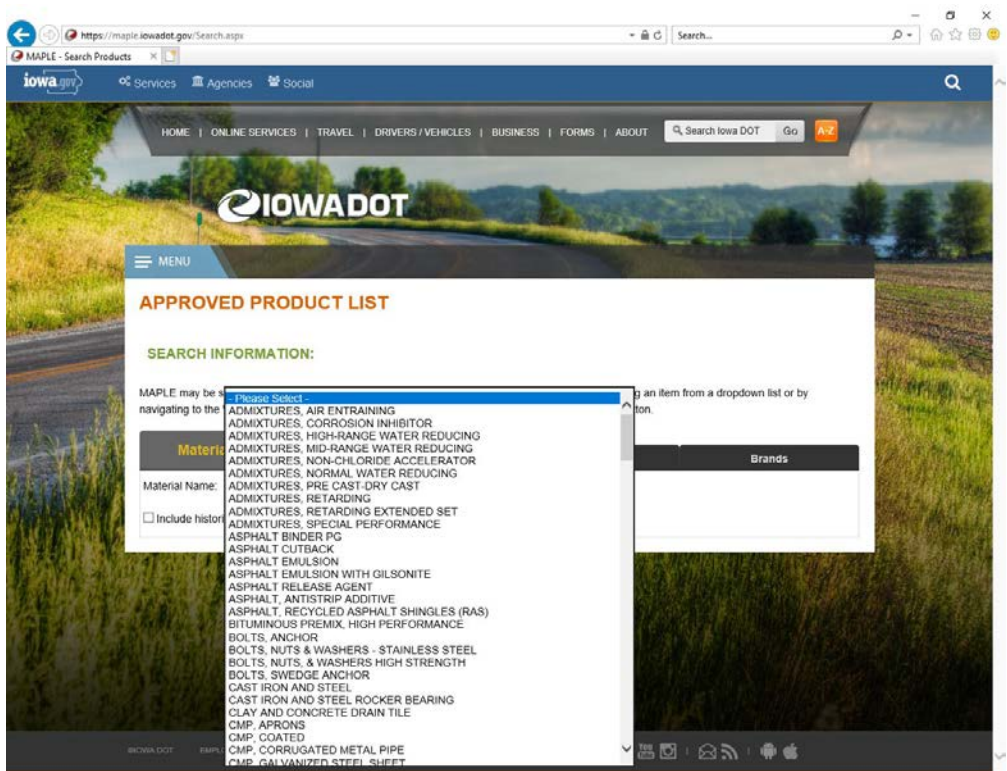 https://maple.iowadot.gov/Search.aspx
Search...
MAPLE - Search Products
iowa.gov
Services Agencies Social
HOME | ONLINE SERVICES | TRAVEL | DRIVERS / VEHICLES | BUSINESS | FORMS | ABOUT Search Iowa DOT Go A-Z
IOWADOT
MENU
APPROVED PRODUCT LIST
SEARCH INFORMATION:
MAPLE may be s
g an item from a dropdown list or by
navigating to the
tton.
Materia
Brands
Material Name:
Include histori
- Please Select -
ADMIXTURES, AIR ENTRAINING
ADMIXTURES, CORROSION INHIBITOR
ADMIXTURES, HIGH-RANGE WATER REDUCING
ADMIXTURES, MID-RANGE WATER REDUCING
ADMIXTURES, NON-CHLORIDE ACCELERATOR
ADMIXTURES, NORMAL WATER REDUCING
ADMIXTURES, PRE CAST-DRY CAST
ADMIXTURES, RETARDING
ADMIXTURES, RETARDING EXTENDED SET
ADMIXTURES, SPECIAL PERFORMANCE
ASPHALT BINDER PG
ASPHALT CUTBACK
ASPHALT EMULSION
ASPHALT EMULSION WITH GILSONITE
ASPHALT RELEASE AGENT
ASPHALT, ANTISTRIP ADDITIVE
ASPHALT, RECYCLED ASPHALT SHINGLES (RAS)
BITUMINOUS PREMIX, HIGH PERFORMANCE
BOLTS, ANCHOR
BOLTS, NUTS & WASHERS - STAINLESS STEEL
BOLTS, NUTS, & WASHERS HIGH STRENGTH
BOLTS, SWEDGE ANCHOR
CAST IRON AND STEEL
CAST IRON AND STEEL ROCKER BEARING
CLAY AND CONCRETE DRAIN TILE
CMP, APRONS
CMP, COATED
CMP, CORRUGATED METAL PIPE
CMP, GALVANIZED STEEL SHEET
You Tube